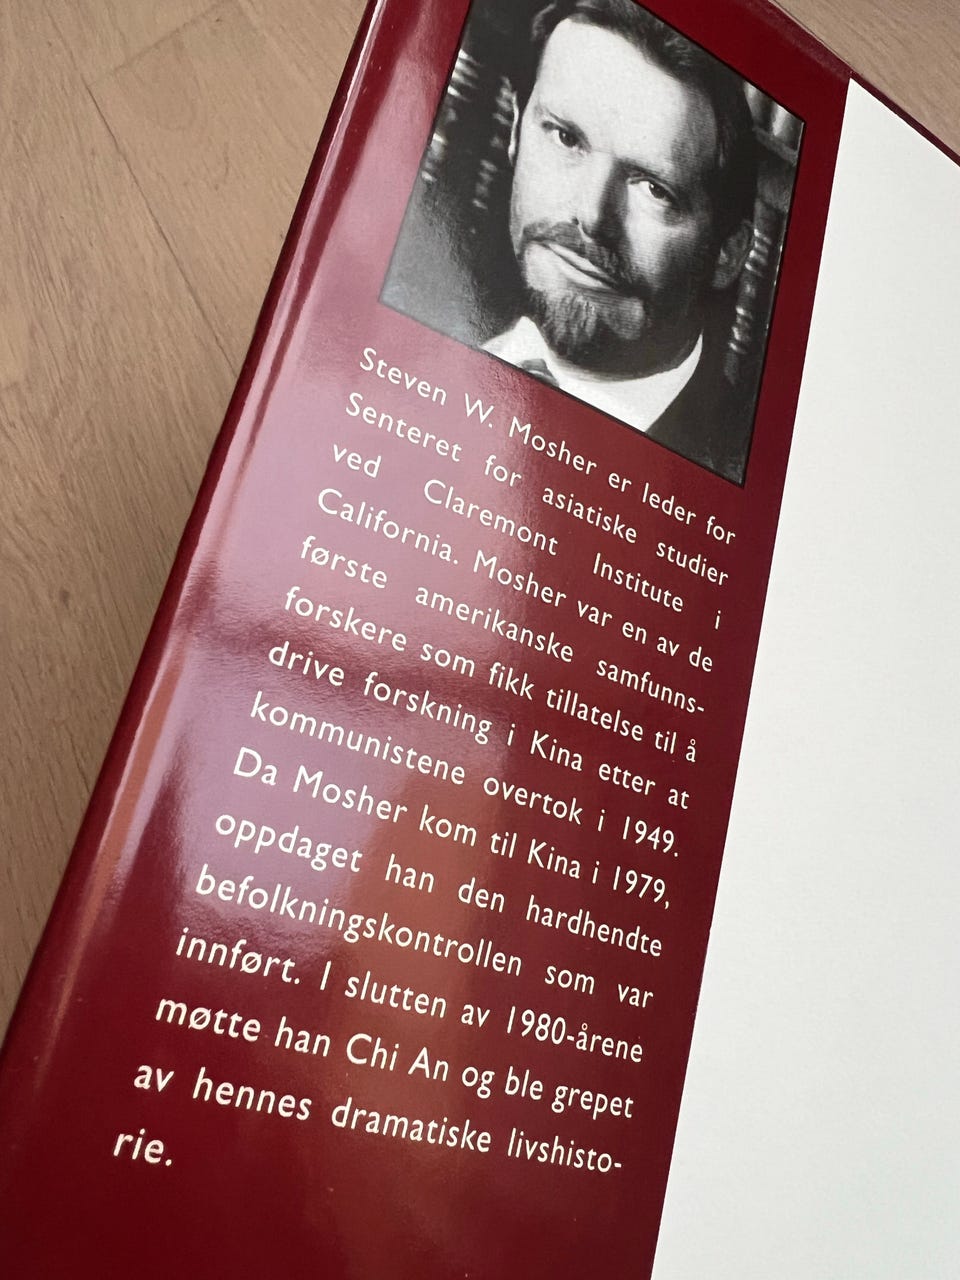 Steven W. Mosher er leder for
Senteret for asiatiske studier
ved Claremont Institute i
California. Mosher var en av de
første amerikanske samfunns-
forskere som fikk tillatelse til å
drive forskning i Kina etter at
kommunistene overtok i 1949.
Da Mosher kom til Kina i 1979,
oppdaget han den hardhendte
befolkningskontrollen som var
innført. I slutten av 1980-årene
møtte han Chi An og ble grepet
av hennes dramatiske livshisto-
rie.